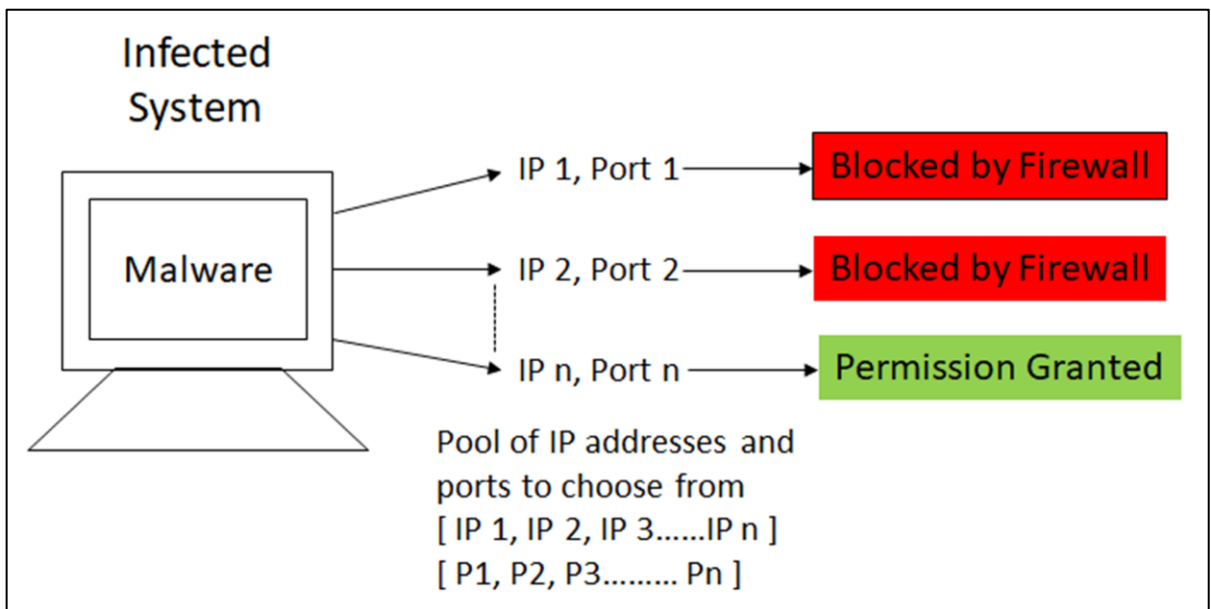 Infected
System
Malware
IP 1, Port 1
Blocked by Firewall
IP 2, Port 2
Blocked by Firewall
IP n, Port n
Permission Granted
Pool of IP addresses and
ports to choose from
[ IP 1, IP 2, IP 3......IP n ]
[ P1, P2, P3......... Pn ]